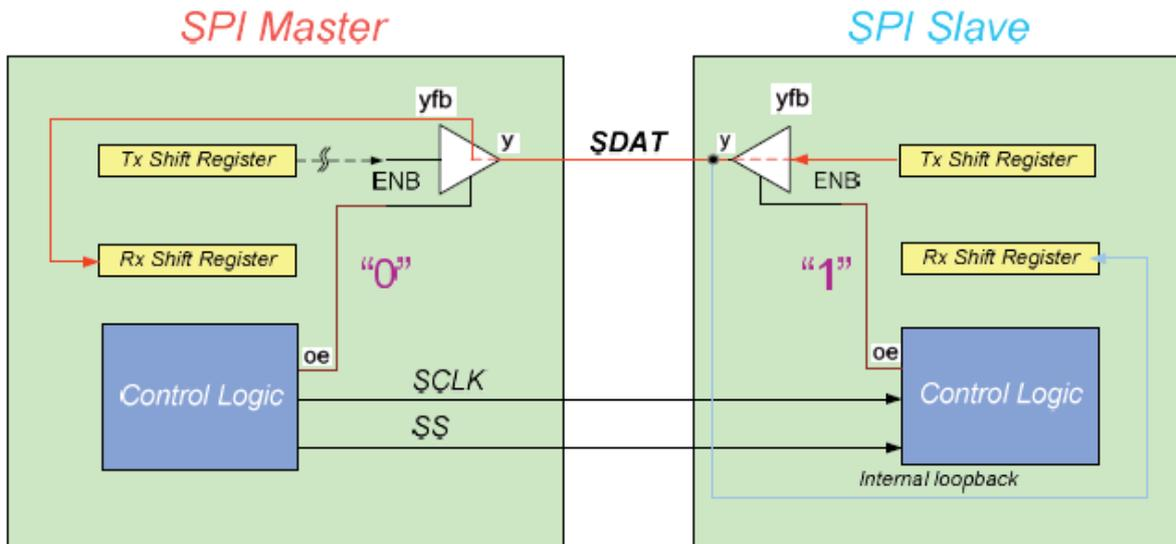 SPI Master
SPI Slave
yfb
y
SDAT
y
yfb
Tx Shift Register
ENB
ENB
Tx Shift Register
Rx Shift Register
“0”
“1”
Rx Shift Register
oe
oe
Control Logic
SCLK
Control Logic
SS
Internal loopback